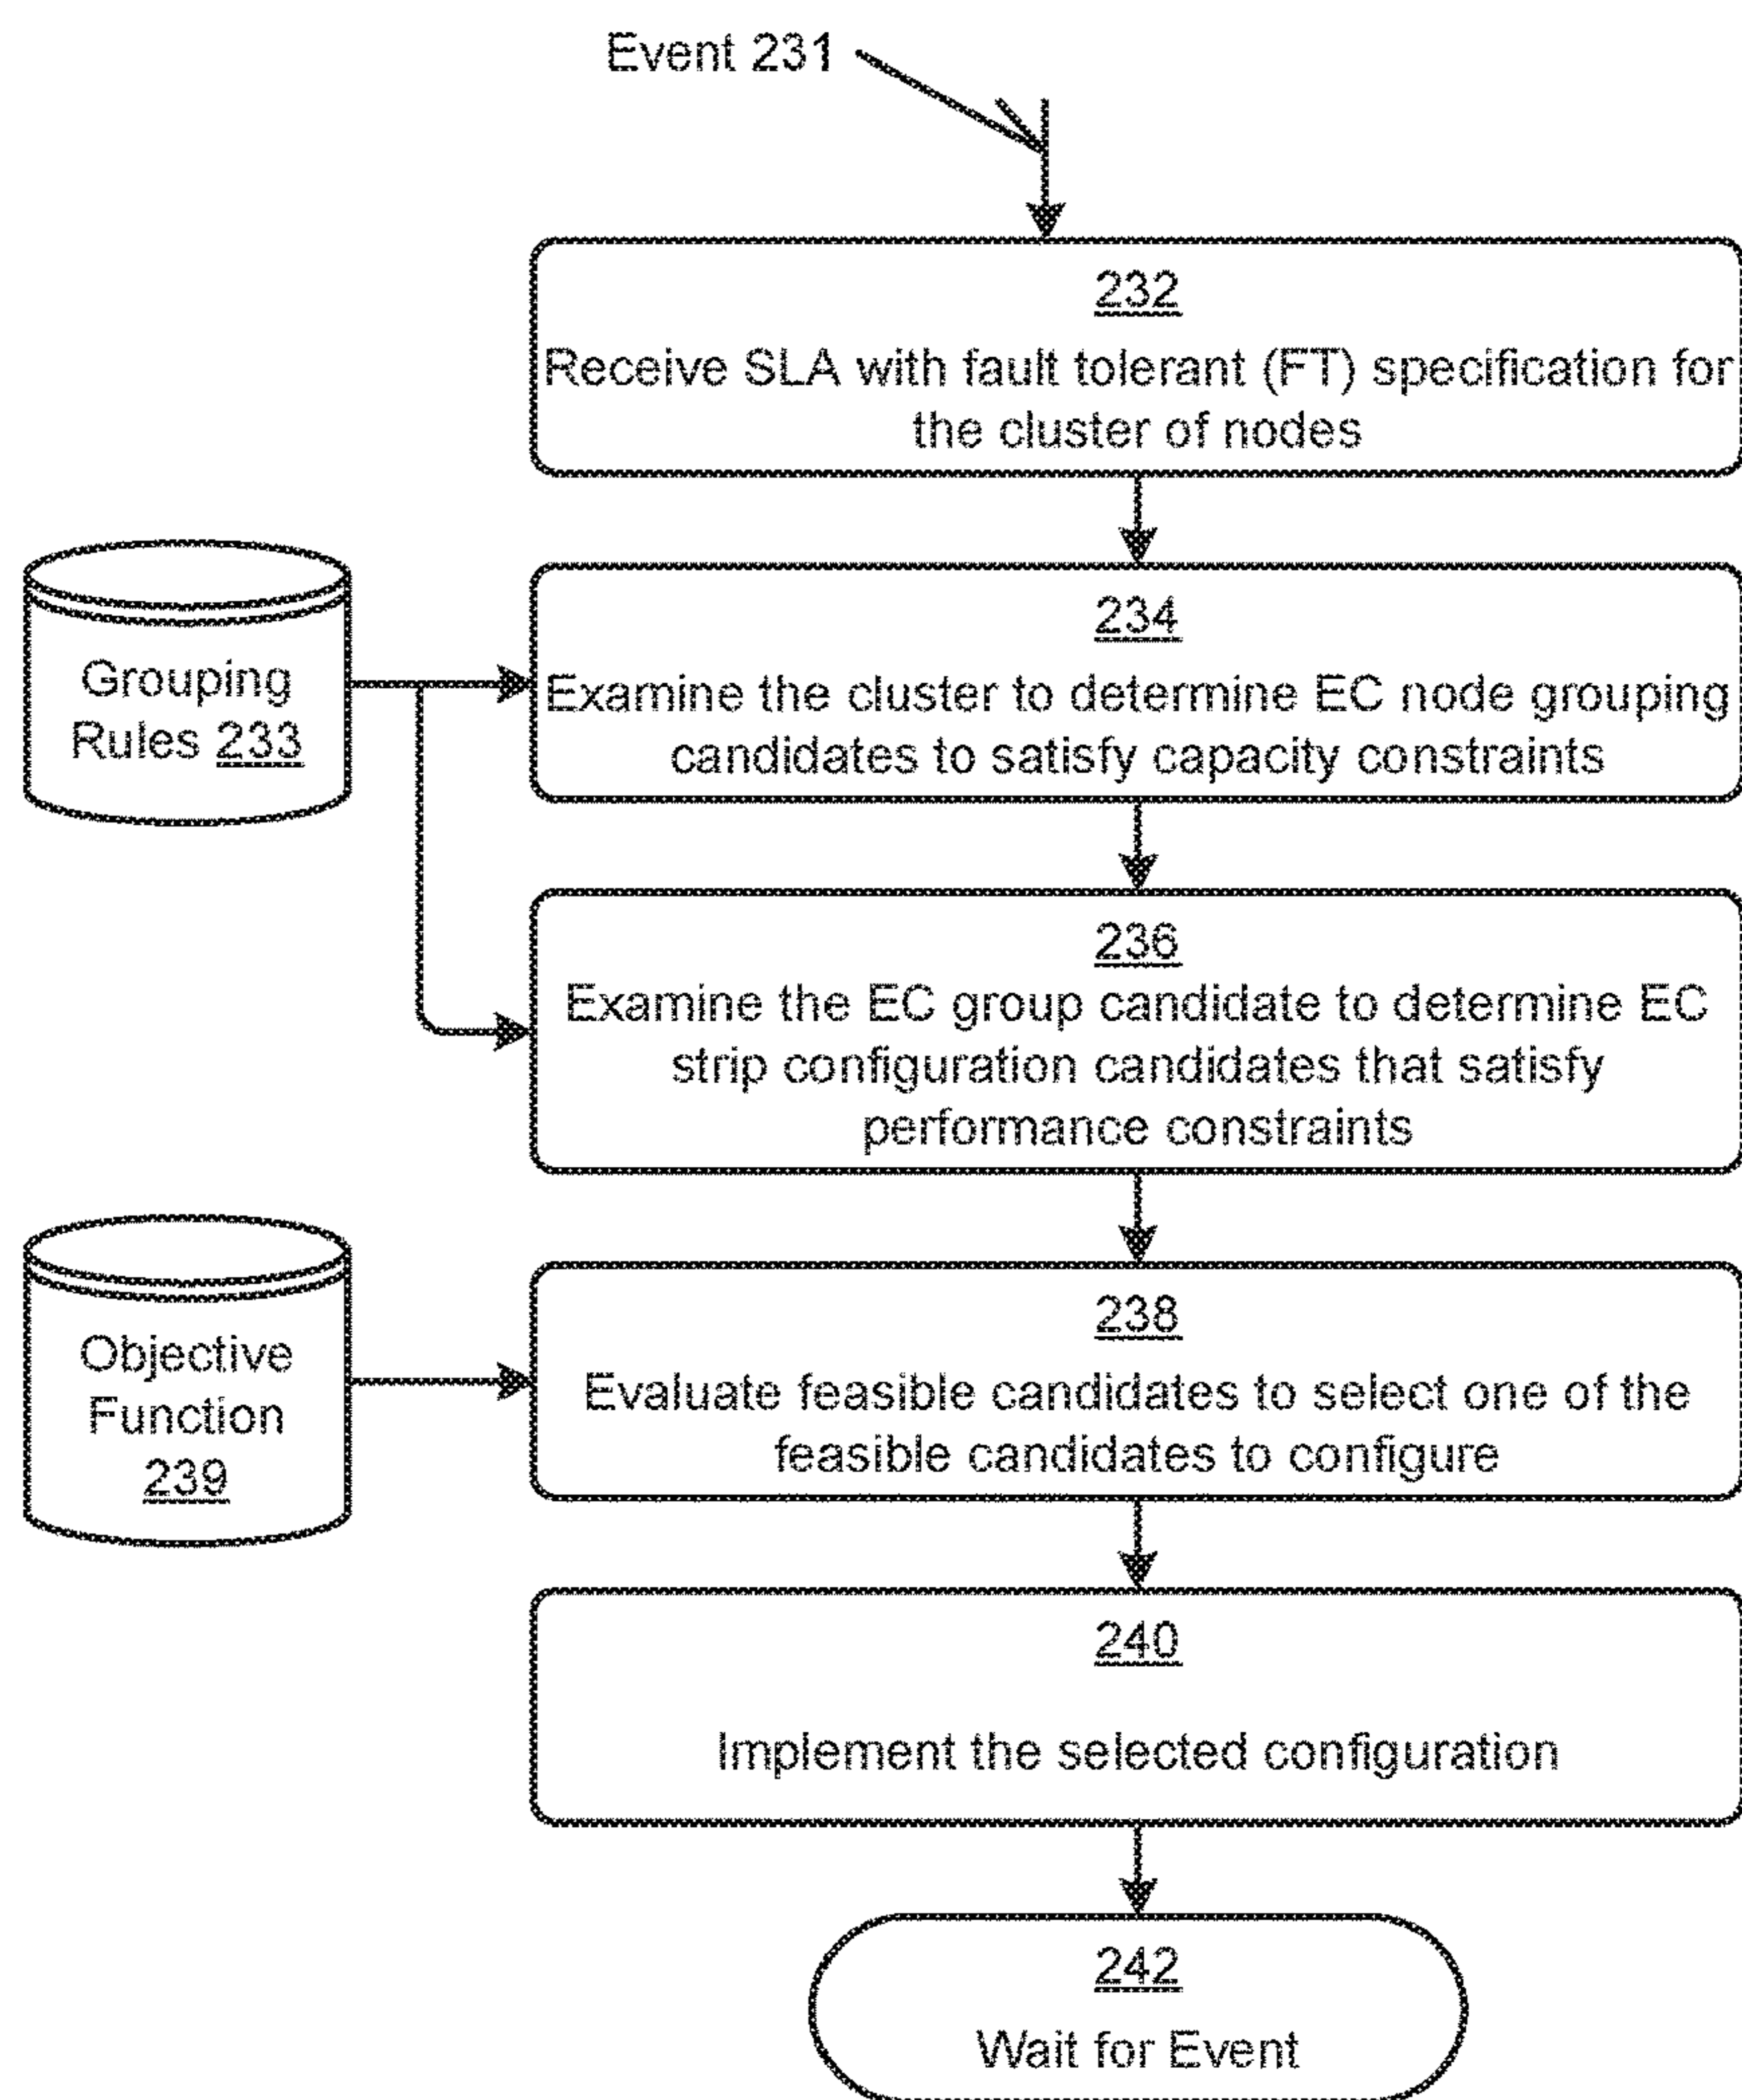 Event 231
232
Receive SLA with fault tolerant (FT) specification for
the cluster of nodes
Grouping
Rules 233
234
Examine the cluster to determine EC node grouping
candidates to satisfy capacity constraints
236
Examine the EC group candidate to determine EC
strip configuration candidates that satisfy
performance constraints
Objective
Function
239
238
Evaluate feasible candidates to select one of the
feasible candidates to configure
240
Implement the selected configuration
242
Wait for Event